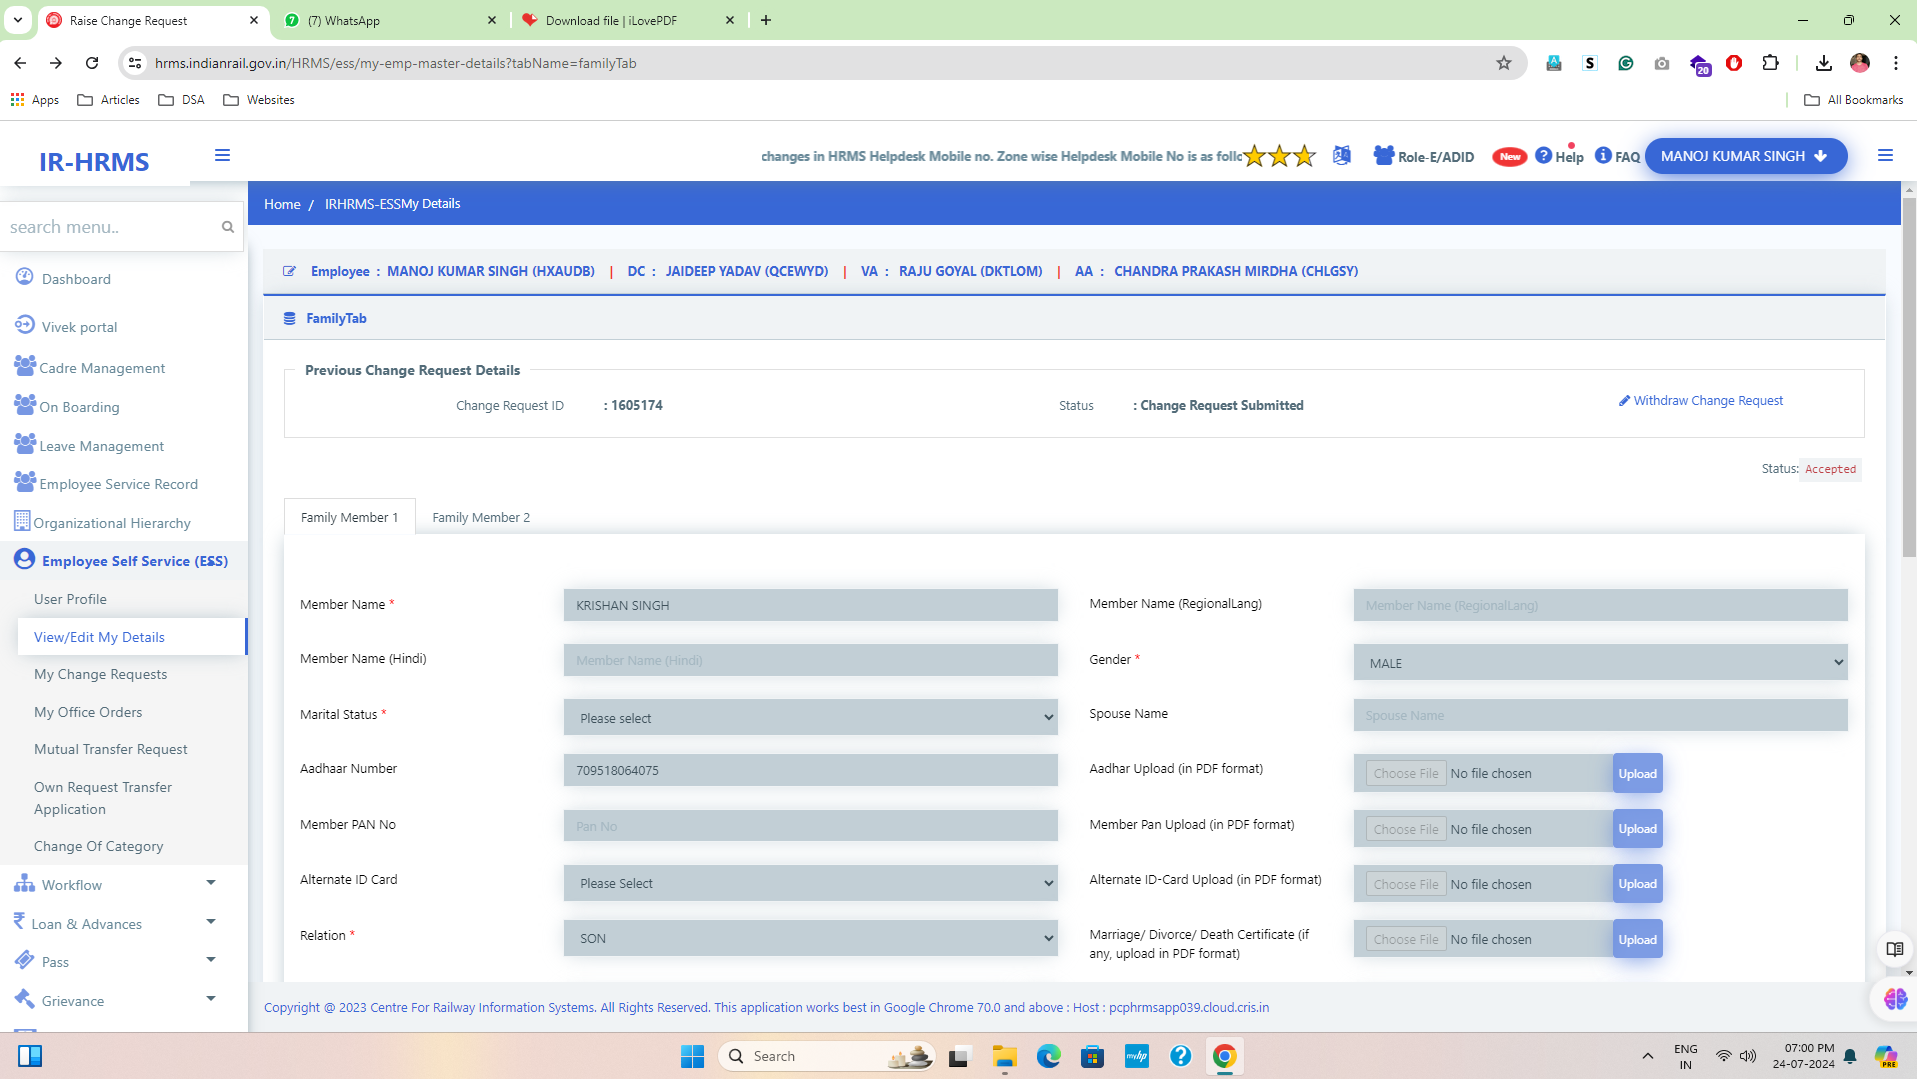 Raise Change Request
(7) WhatsApp
Download file | iLovePDF
hrms.indianrail.gov.in/HRMS/ess/my-emp-master-details?tabName=familyTab
S
20
Apps
Articles
DSA
Websites
All Bookmarks
IR-HRMS
changes in HRMS Helpdesk Mobile no. Zone wise Helpdesk Mobile No is as follo
Role-E/ADID
New
Help
FAQ
MANOJ KUMAR SINGH
search menu..
Home / IRHRMS-ESSMy Details
Employee : MANOJ KUMAR SINGH (HXAUDB) | DC : JAIDEEP YADAV (QCEWYD) | VA : RAJU GOYAL (DKTLOM) | AA : CHANDRA PRAKASH MIRDHA (CHLGSY)
Dashboard
Vivek portal
Cadre Management
On Boarding
Leave Management
Employee Service Record
Organizational Hierarchy
Employee Self Service (ESS)
User Profile
View/Edit My Details
My Change Requests
My Office Orders
Mutual Transfer Request
Own Request Transfer
Application
Change Of Category
Workflow
Loan & Advances
Pass
Grievance
FamilyTab
Previous Change Request Details
Change Request ID : 1605174
Status : Change Request Submitted
Withdraw Change Request
Status: Accepted
Family Member 1
Family Member 2
Member Name * KRISHAN SINGH
Member Name (RegionalLang) Member Name (RegionalLang)
Member Name (Hindi) Member Name (Hindi)
Gender * MALE
Marital Status * Please select
Spouse Name Spouse Name
Aadhaar Number 709518064075
Aadhar Upload (in PDF format) Choose File No file chosen Upload
Member PAN No Pan No
Member Pan Upload (in PDF format) Choose File No file chosen Upload
Alternate ID Card Please Select
Alternate ID-Card Upload (in PDF format) Choose File No file chosen Upload
Relation * SON
Marriage/ Divorce/ Death Certificate (if
any, upload in PDF format) Choose File No file chosen Upload
Copyright @ 2023 Centre For Railway Information Systems. All Rights Reserved. This application works best in Google Chrome 70.0 and above : Host : pcphrmsapp039.cloud.cris.in
Search
myhp
ENG
IN
07:00 PM
24-07-2024
PRE